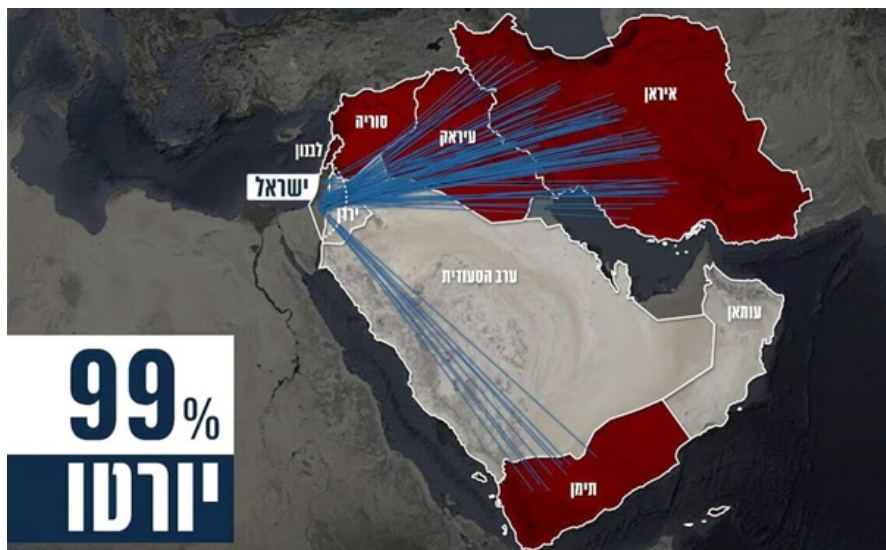 איראן
סוריה
עיראק
לבנון
ישראל
ירדן
ערב הסעודית
עומאן
תימן
99%
יורטו